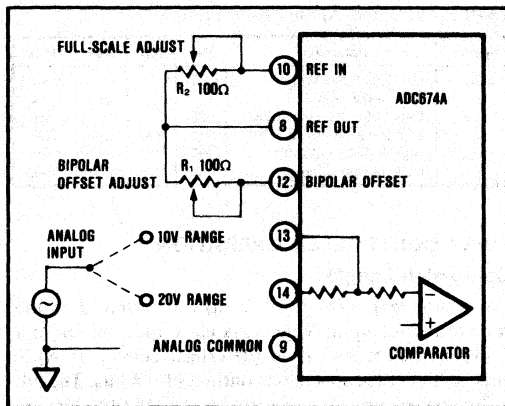 FULL-SCALE ADJUST
R2 100Ω
10
REF IN
ADC674A
8
REF OUT
BIPOLAR
OFFSET ADJUST
R1 100Ω
12
BIPOLAR OFFSET
ANALOG
INPUT
10V RANGE
13
20V RANGE
14
~
−
+
COMPARATOR
ANALOG COMMON
9